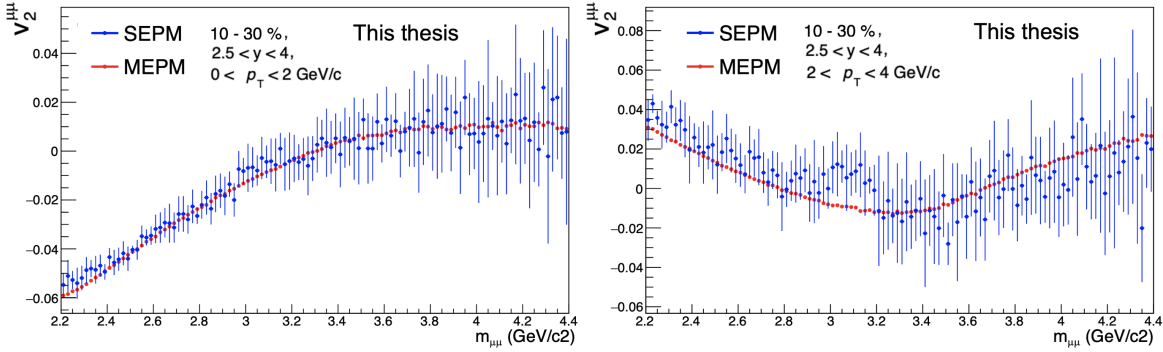 v₂^μμ
SEPM
MEPM
10 - 30 %,
2.5 < y < 4,
0 < p_T < 2 GeV/c
This thesis
0.04
0.02
0
−0.02
−0.04
−0.06
2.2 2.4 2.6 2.8 3 3.2 3.4 3.6 3.8 4 4.2 4.4
m_μμ (GeV/c2)
v₂^μμ
SEPM
MEPM
10 - 30%,
2.5 < y < 4,
2 < p_T < 4 GeV/c
This thesis
0.08
0.06
0.04
0.02
0
−0.02
−0.04
−0.06
2.2 2.4 2.6 2.8 3 3.2 3.4 3.6 3.8 4 4.2 4.4
m_μμ (GeV/c2)